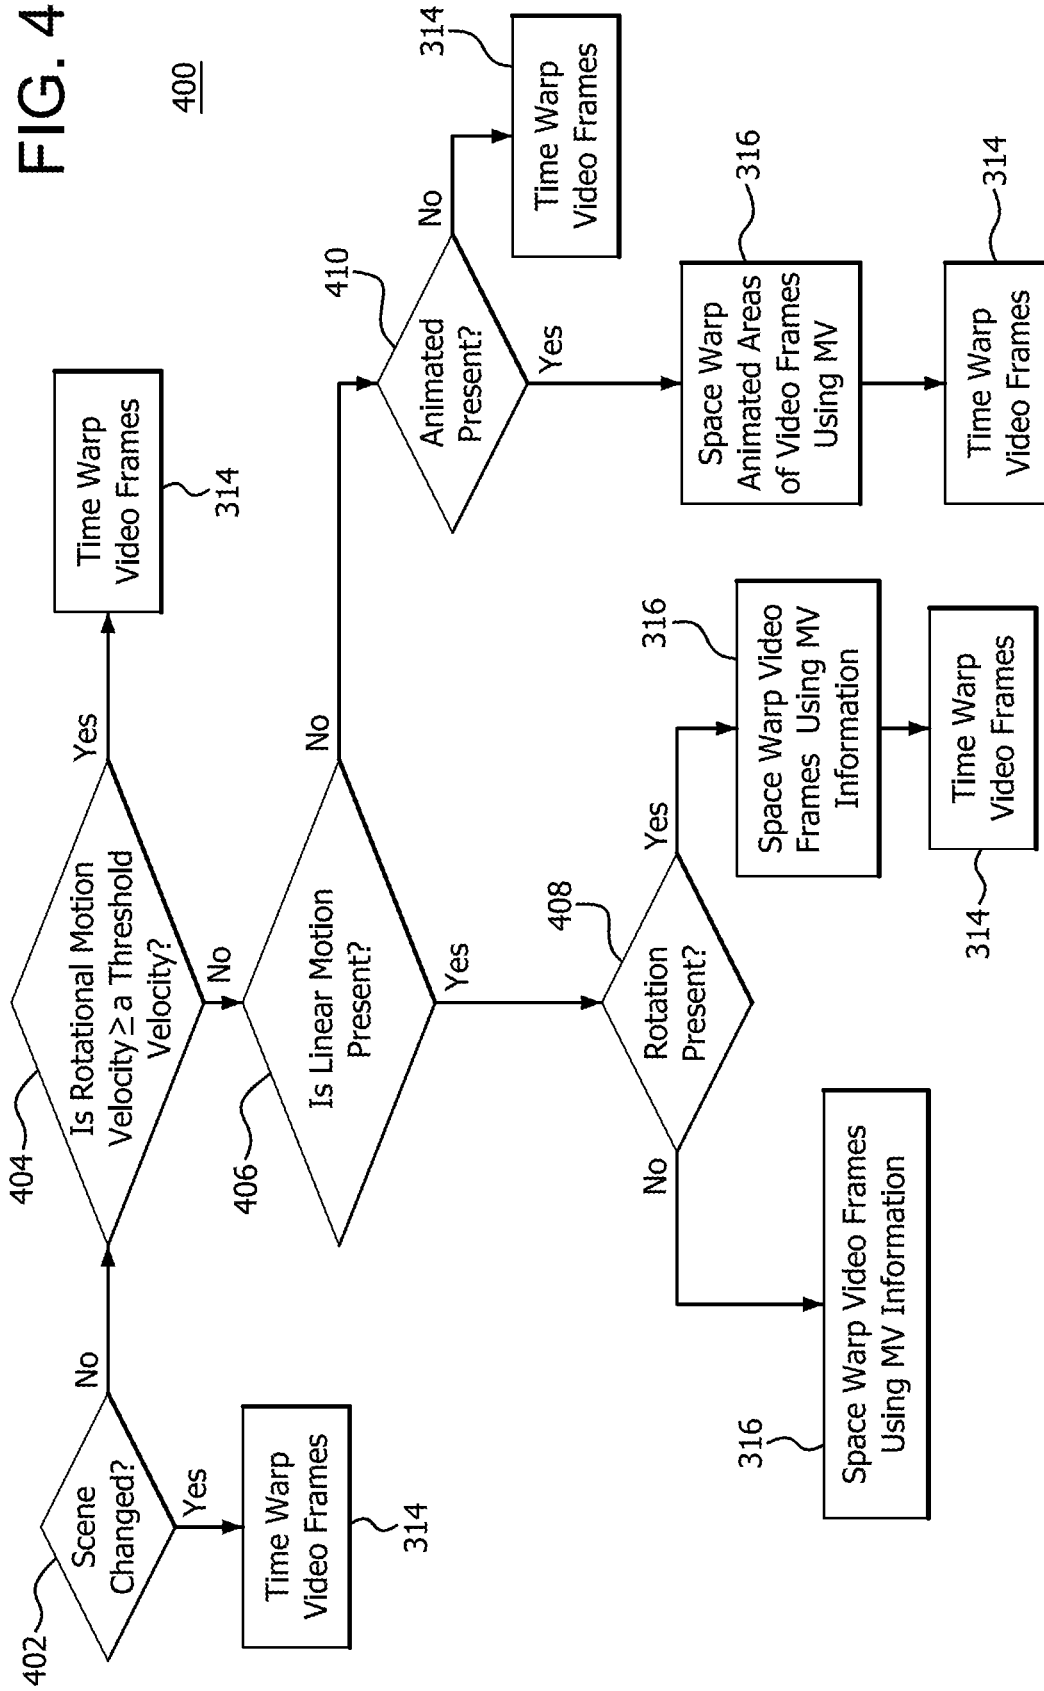 FIG. 4
400
402
Scene
Changed?
No
Yes
Time Warp
Video Frames
314
404
Is Rotational Motion
Velocity ≥ a Threshold
Velocity?
Yes
Time Warp
Video Frames
314
No
406
Is Linear Motion
Present?
No
Yes
408
Rotation
Present?
No
Space Warp Video Frames
Using MV Information
316
Yes
Space Warp Video
Frames Using MV
Information
316
Time Warp
Video Frames
314
410
Animated
Present?
No
Time Warp
Video Frames
314
Yes
Space Warp
Animated Areas
of Video Frames
Using MV
316
Time Warp
Video Frames
314